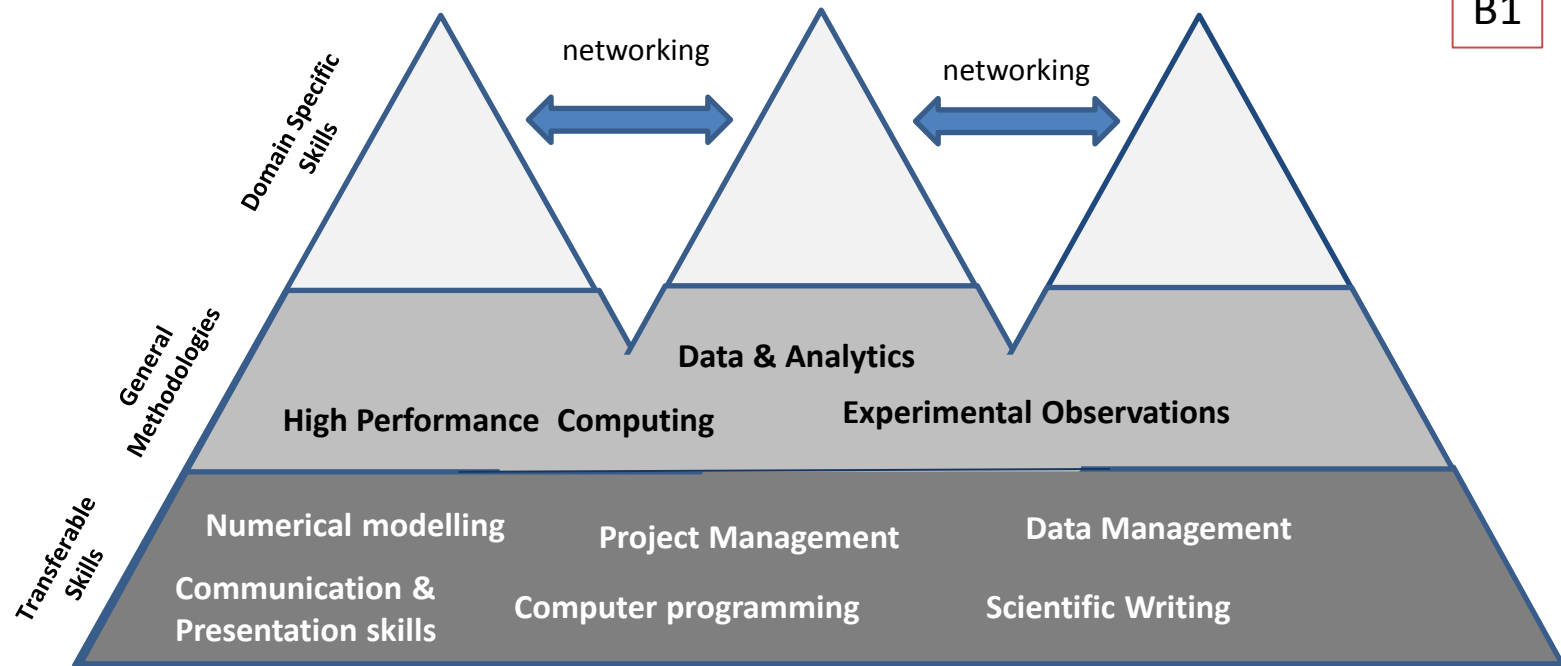 B1
networking
networking
Domain Specific
Skills
General
Methodologies
Data & Analytics
High Performance Computing
Experimental Observations
Transferable
Skills
Numerical modelling
Project Management
Data Management
Communication &
Presentation skills
Computer programming
Scientific Writing